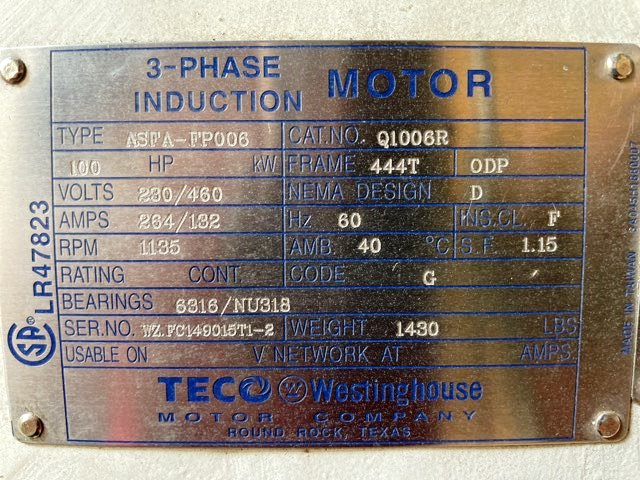 3-PHASE INDUCTION MOTOR
TYPE ASFA-FP006 CAT.NO. Q1006R
100 HP kW FRAME 444T ODP
VOLTS 230/460 NEMA DESIGN D
AMPS 264/132 Hz 60 INS.CL. F
RPM 1135 AMB. 40 °C S.F. 1.15
RATING CONT. CODE G
BEARINGS 6316/NU318
SER.NO. WZ.FC149015T1-2 WEIGHT 1430 LBS
USABLE ON V NETWORK AT AMPS
TECO Westinghouse
MOTOR COMPANY
ROUND ROCK, TEXAS
LR47823
SA ®
MADE IN TAIWAN